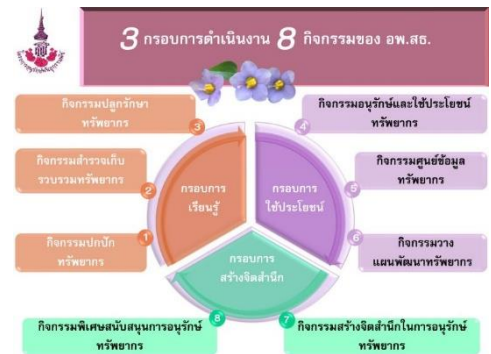 3 กรอบการดำเนินงาน 8 กิจกรรมของ อพ.สธ.
กิจกรรมปลูกรักษา
ทรัพยากร
3
กิจกรรมสำรวจเก็บ
รวบรวมทรัพยากร
2
กิจกรรมปกปัก
ทรัพยากร
1
กรอบการ
เรียนรู้
กรอบการ
ใช้ประโยชน์
กรอบการ
สร้างจิตสำนึก
4
กิจกรรมอนุรักษ์และใช้ประโยชน์
ทรัพยากร
5
กิจกรรมศูนย์ข้อมูล
ทรัพยากร
6
กิจกรรมวาง
แผนพัฒนาทรัพยากร
8
กิจกรรมพิเศษสนับสนุนการอนุรักษ์
ทรัพยากร
7
กิจกรรมสร้างจิตสำนึกในการอนุรักษ์
ทรัพยากร